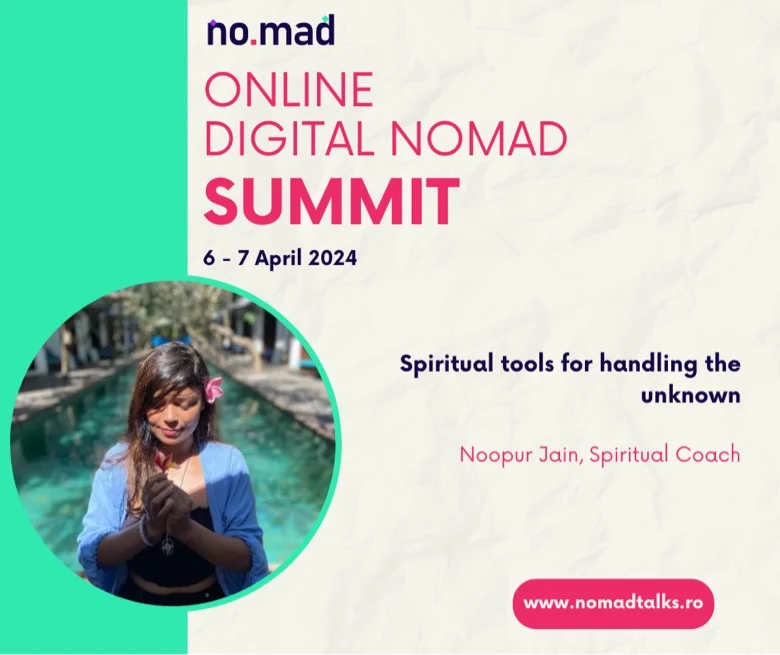 no.mad
ONLINE
DIGITAL NOMAD
SUMMIT
6 - 7 April 2024
Spiritual tools for handling the
unknown
Noopur Jain, Spiritual Coach
www.nomadtalks.ro